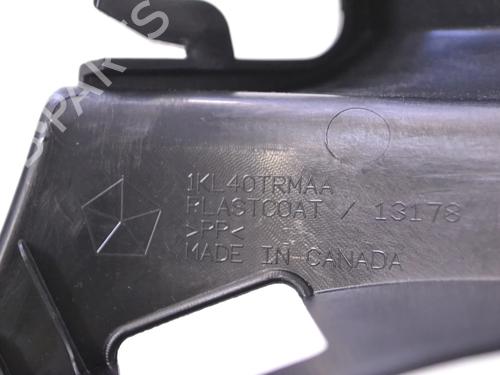 1KL40TRMAA
PLASTCOAT / 13178
>PP<
MADE IN CANADA